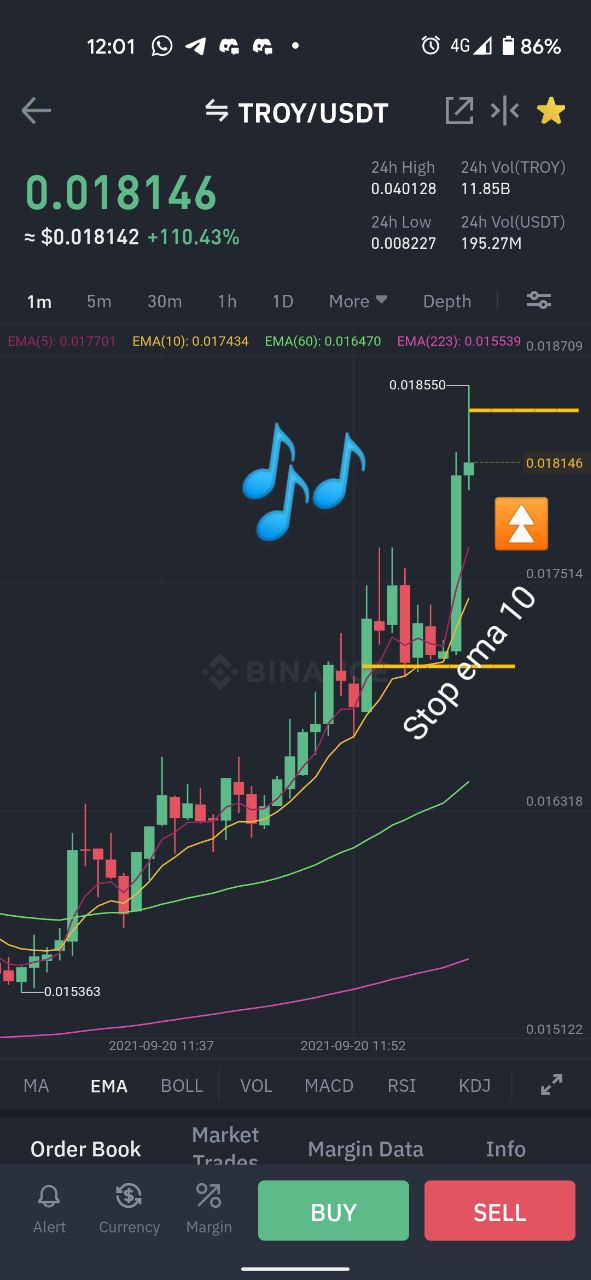 12:01 4G 86%
TROY/USDT
0.018146
≈ $0.018142 +110.43%
24h High 24h Vol(TROY)
0.040128 11.85B
24h Low 24h Vol(USDT)
0.008227 195.27M
1m 5m 30m 1h 1D More Depth
EMA(5): 0.017701 EMA(10): 0.017434 EMA(60): 0.016470 EMA(223): 0.015539
0.018709
0.018550
0.018146
0.017514
Stop ema 10
BINANCE
0.016318
0.015363
0.015122
2021-09-20 11:37 2021-09-20 11:52
MA EMA BOLL VOL MACD RSI KDJ
Order Book Market Trades Margin Data Info
Alert Currency Margin BUY SELL